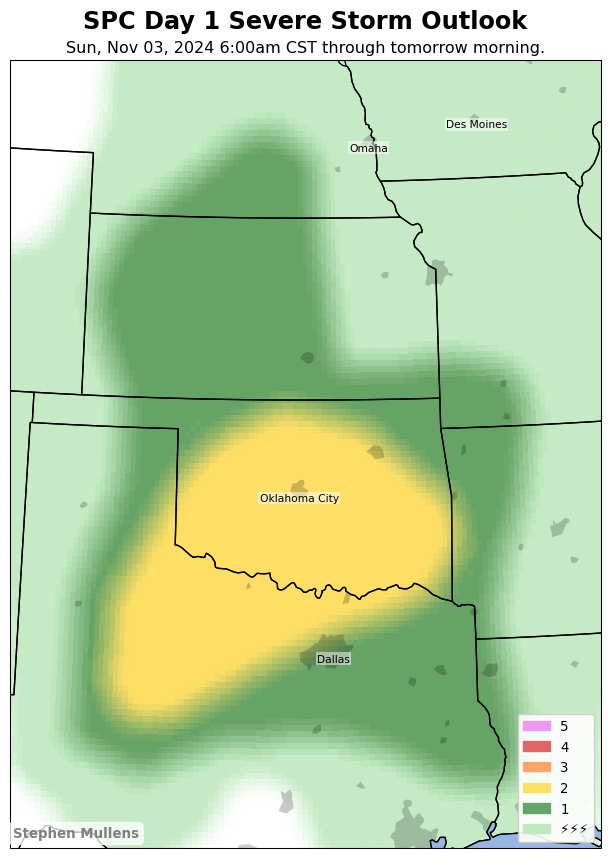 SPC Day 1 Severe Storm Outlook
Sun, Nov 03, 2024 6:00am CST through tomorrow morning.
Des Moines
Omaha
Oklahoma City
Dallas
5
4
3
2
1
⚡⚡⚡
Stephen Mullens